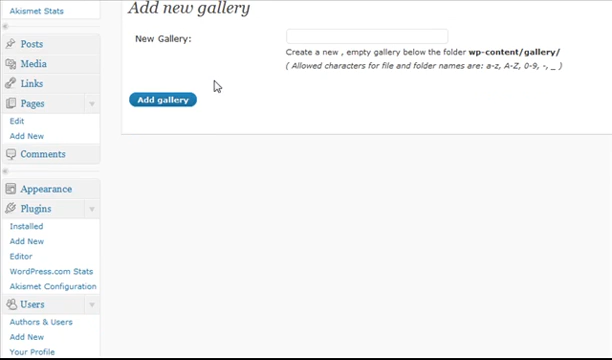 Akismet Stats
Posts
Media
Links
Pages
Edit
Add New
Comments
Appearance
Plugins
Installed
Add New
Editor
WordPress.com Stats
Akismet Configuration
Users
Authors & Users
Add New
Your Profile
Add new gallery
New Gallery:
Create a new , empty gallery below the folder wp-content/gallery/
( Allowed characters for file and folder names are: a-z, A-Z, 0-9, -, _ )
Add gallery